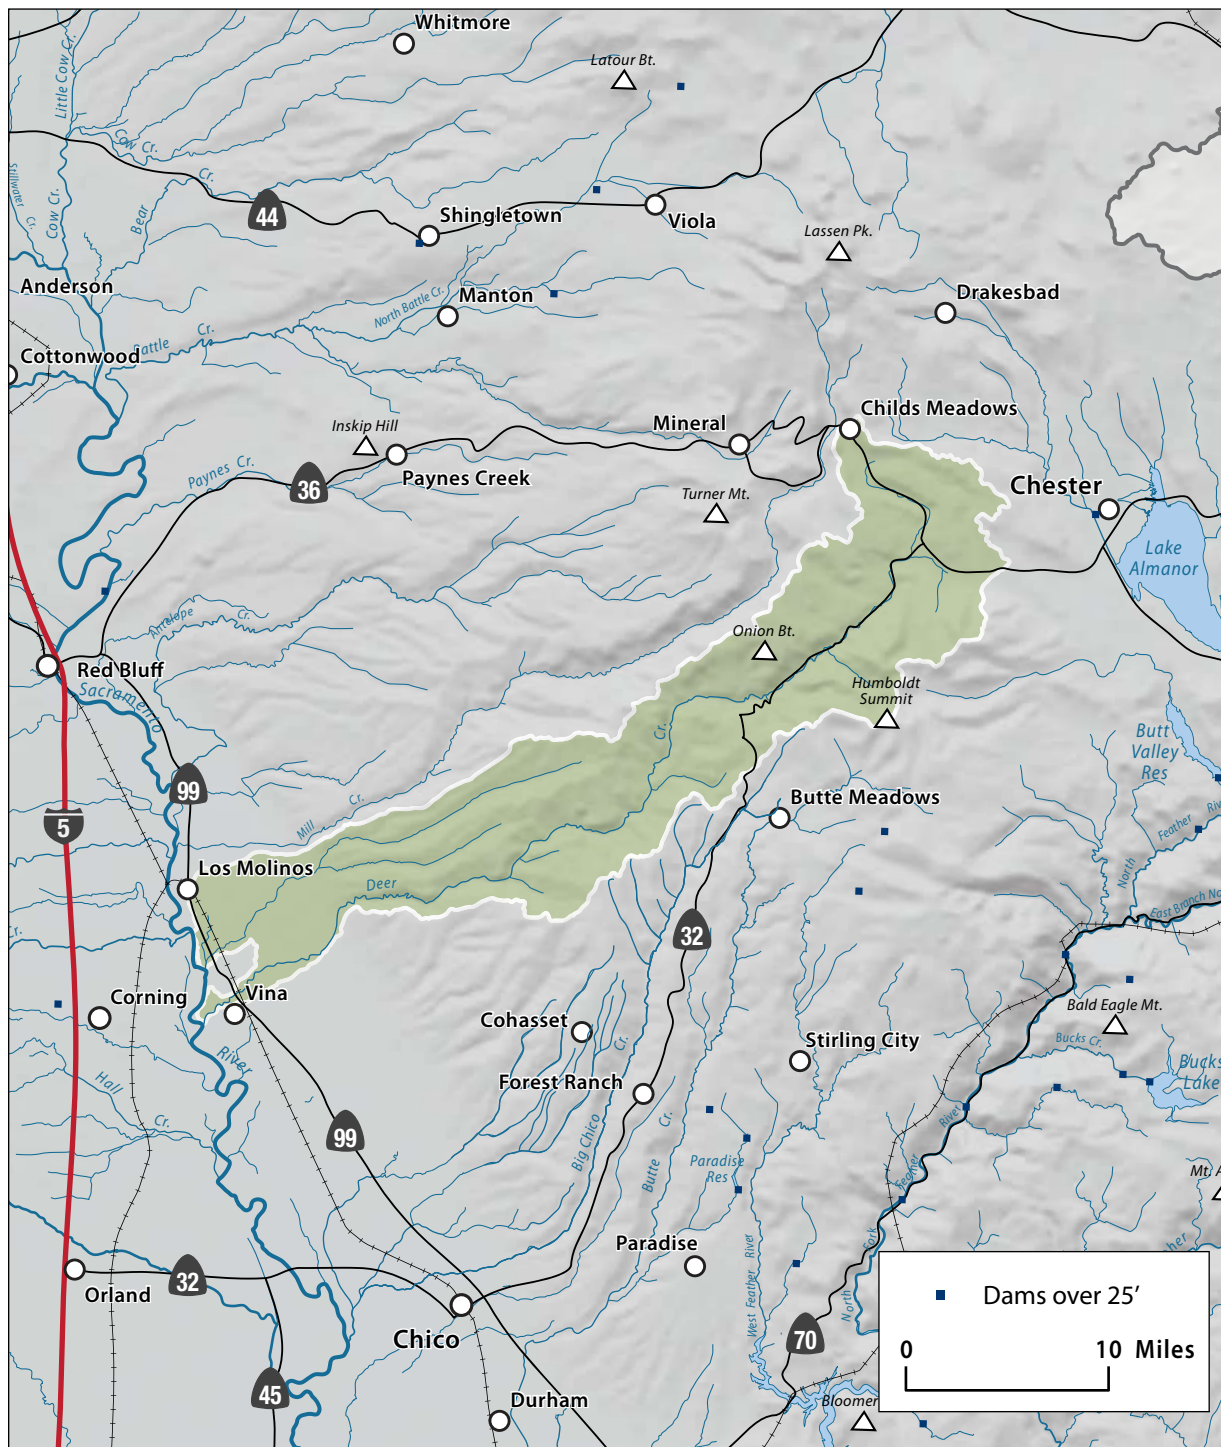 Whitmore
Latour Bt.
Little Cow Cr.
Cow Cr.
Stillwater Cr.
Cow Cr.
Bear
Cr.
44
Shingletown
Viola
Lassen Pk.
Anderson
Manton
North Battle Cr.
Drakesbad
Battle Cr.
Cottonwood
Inskip Hill
Mineral
Childs Meadows
Paynes Cr.
36
Paynes Creek
Turner Mt.
Chester
Lake
Almanor
Antelope Cr.
Onion Bt.
Red Bluff
Sacramento
Humboldt
Summit
Cr.
Butt
Valley
Res
99
Mill Cr.
Butte Meadows
5
North
Feather
Los Molinos
Deer
East Branch
Cr.
32
Corning
Vina
Cohasset
Cr.
Bald Eagle Mt.
Stirling City
Bucks Cr.
Bucks
Lake
River
Hall
Cr.
Forest Ranch
99
Big Chico
Butte
Cr.
Paradise
Res
River
Feather
Fork
North
Mt.
Paradise
West Feather River
Orland
32
Chico
70
45
Durham
Bloomer
Dams over 25′
0 10 Miles